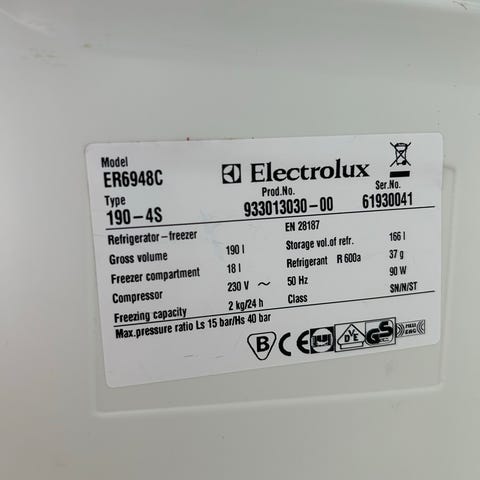 Model
ER6948C
Electrolux
Type
190-4S
Prod.No.
933013030-00
Ser.No.
61930041
Refrigerator-freezer EN 28187
Gross volume 190 l Storage vol.of refr. 166 l
Freezer compartment 18 l Refrigerant R 600a 37 g
Compressor 230 V ~ 50 Hz 90 W
Freezing capacity 2 kg/24 h Class SN/N/ST
Max.pressure ratio Ls 15 bar/Hs 40 bar
B CE VDE GS